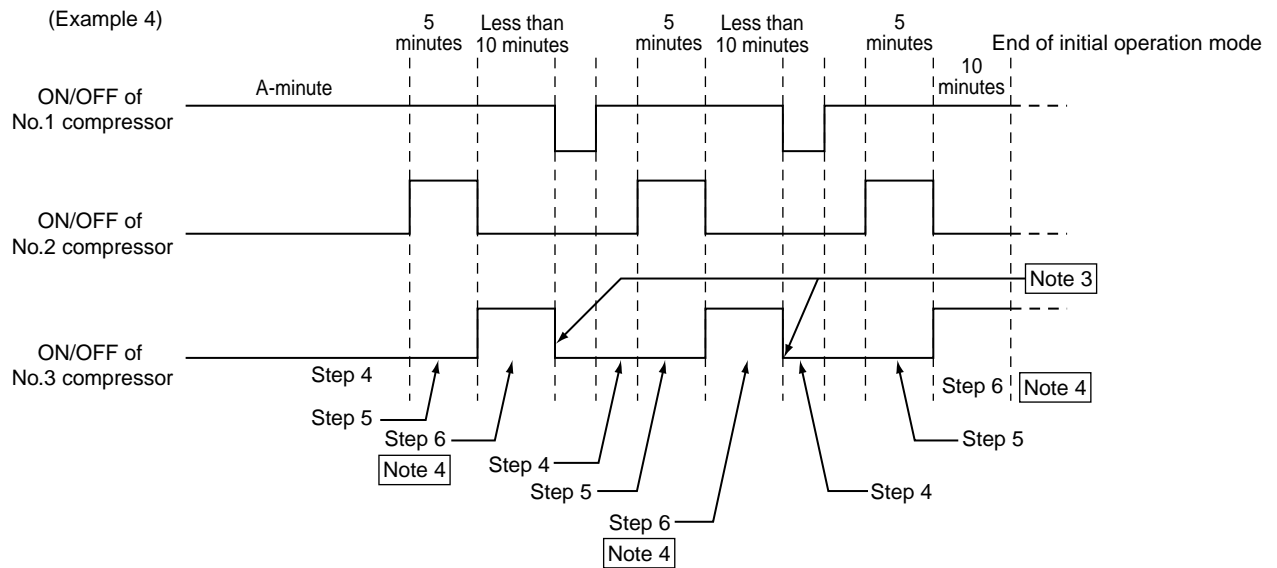 (Example 4)
5
minutes
Less than
10 minutes
5
minutes
Less than
10 minutes
5
minutes
End of initial operation mode
10
minutes
A-minute
ON/OFF of
No.1 compressor
ON/OFF of
No.2 compressor
Note 3
ON/OFF of
No.3 compressor
Step 4
Step 6
Note 4
Step 5
Step 6
Note 4
Step 4
Step 5
Step 6
Note 4
Step 4
Step 5